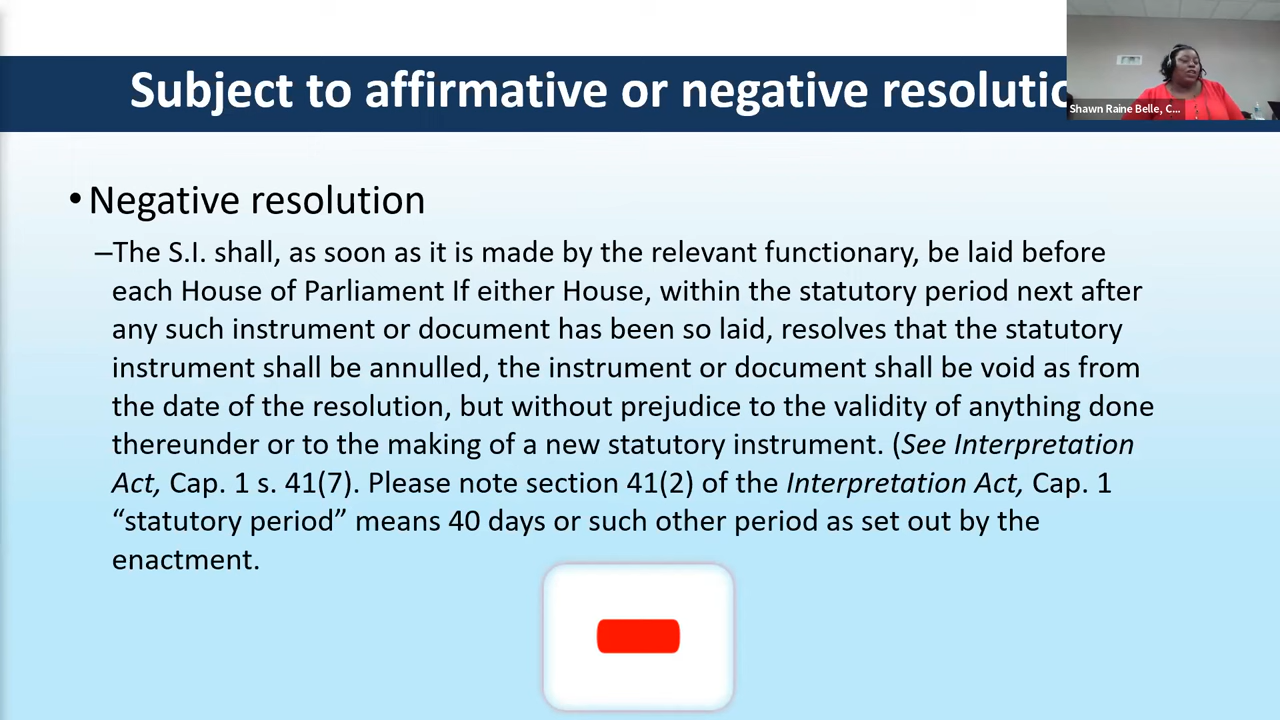 Subject to affirmative or negative resolutio
Shawn Raine Belle, C...
•Negative resolution
–The S.I. shall, as soon as it is made by the relevant functionary, be laid before
each House of Parliament If either House, within the statutory period next after
any such instrument or document has been so laid, resolves that the statutory
instrument shall be annulled, the instrument or document shall be void as from
the date of the resolution, but without prejudice to the validity of anything done
thereunder or to the making of a new statutory instrument. (See Interpretation
Act, Cap. 1 s. 41(7). Please note section 41(2) of the Interpretation Act, Cap. 1
“statutory period” means 40 days or such other period as set out by the
enactment.